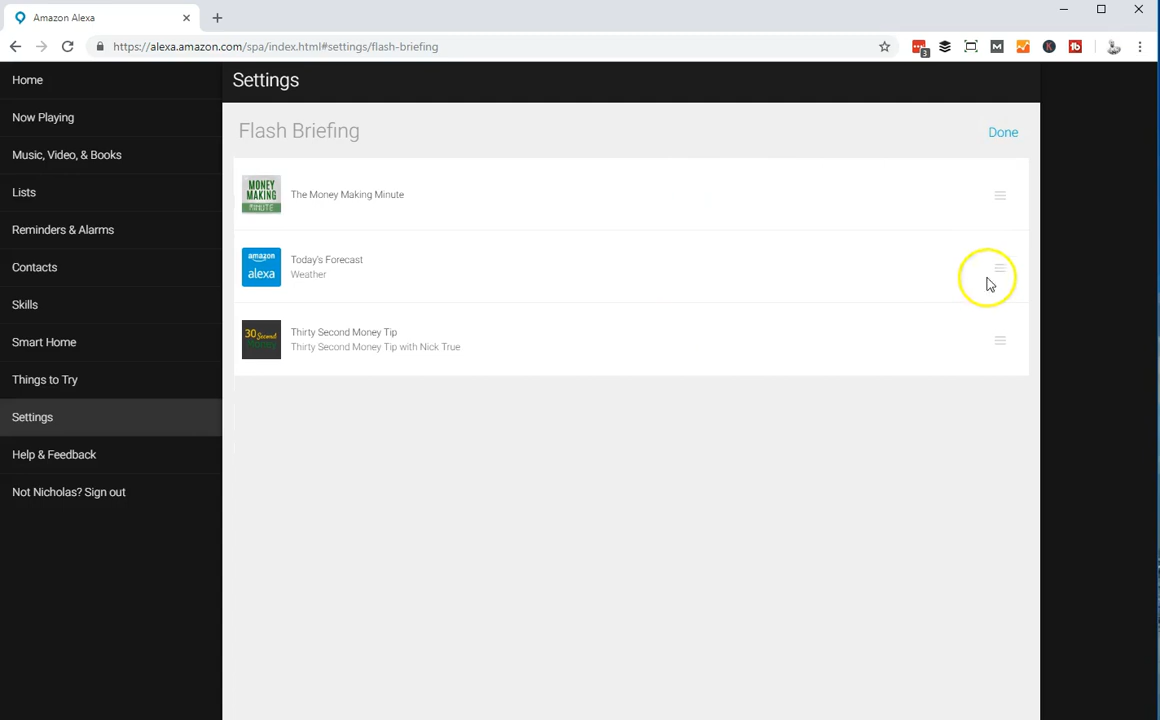 Amazon Alexa
https://alexa.amazon.com/spa/index.html#settings/flash-briefing
3
Home
Now Playing
Music, Video, & Books
Lists
Reminders & Alarms
Contacts
Skills
Smart Home
Things to Try
Settings
Help & Feedback
Not Nicholas? Sign out
Settings
Flash Briefing
Done
MONEY
MAKING
MINUTE
The Money Making Minute
amazon
alexa
Today's Forecast
Weather
30 Second
Money
Thirty Second Money Tip
Thirty Second Money Tip with Nick True